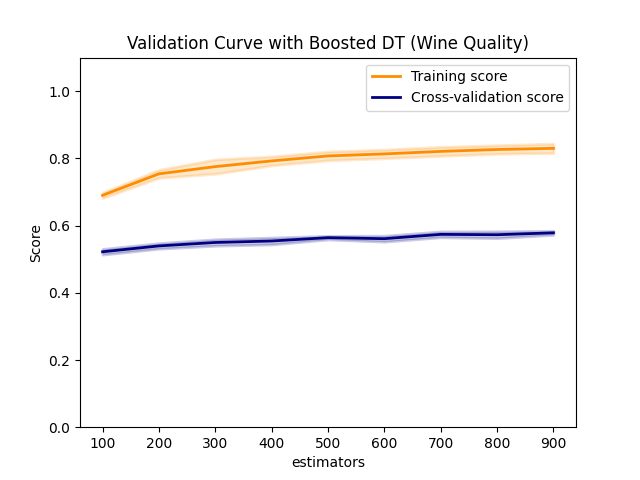 Validation Curve with Boosted DT (Wine Quality)
Training score
Cross-validation score
1.0
0.8
0.6
0.4
0.2
0.0
Score
100 200 300 400 500 600 700 800 900
estimators